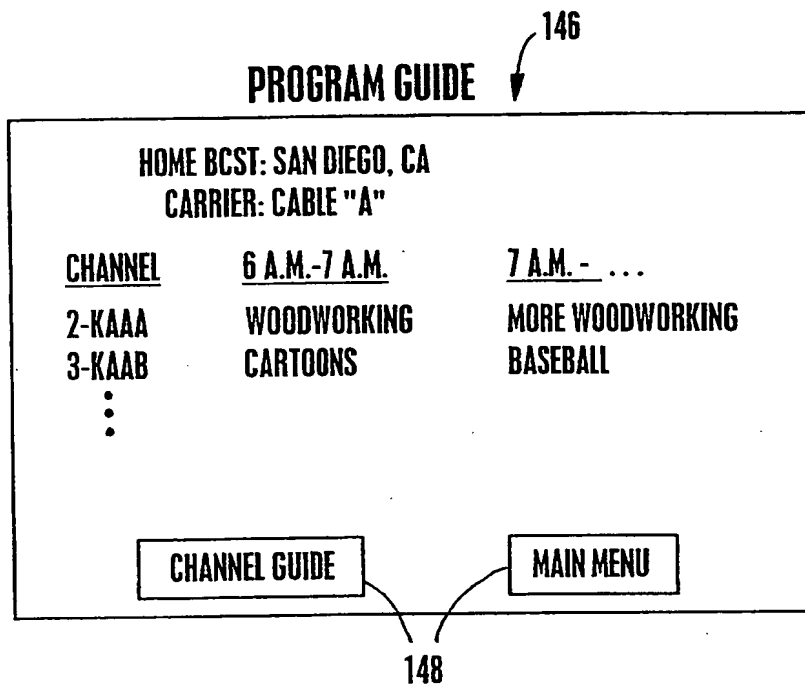 146
PROGRAM GUIDE
HOME BCST: SAN DIEGO, CA
CARRIER: CABLE "A"
CHANNEL 6 A.M.-7 A.M. 7 A.M. - ...
2-KAAA WOODWORKING MORE WOODWORKING
3-KAAB CARTOONS BASEBALL
CHANNEL GUIDE MAIN MENU
148